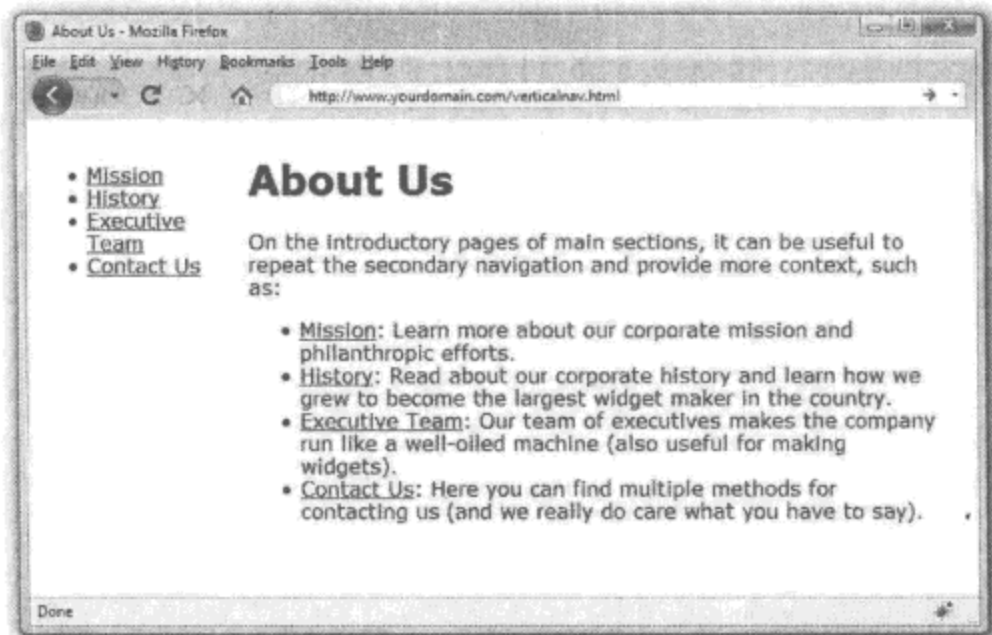 About Us - Mozilla Firefox
File Edit View History Bookmarks Tools Help
http://www.yourdomain.com/verticalnav.html
• Mission
• History
• Executive
Team
• Contact Us
About Us
On the introductory pages of main sections, it can be useful to
repeat the secondary navigation and provide more context, such
as:
• Mission: Learn more about our corporate mission and
philanthropic efforts.
• History: Read about our corporate history and learn how we
grew to become the largest widget maker in the country.
• Executive Team: Our team of executives makes the company
run like a well-oiled machine (also useful for making
widgets).
• Contact Us: Here you can find multiple methods for
contacting us (and we really do care what you have to say).
Done